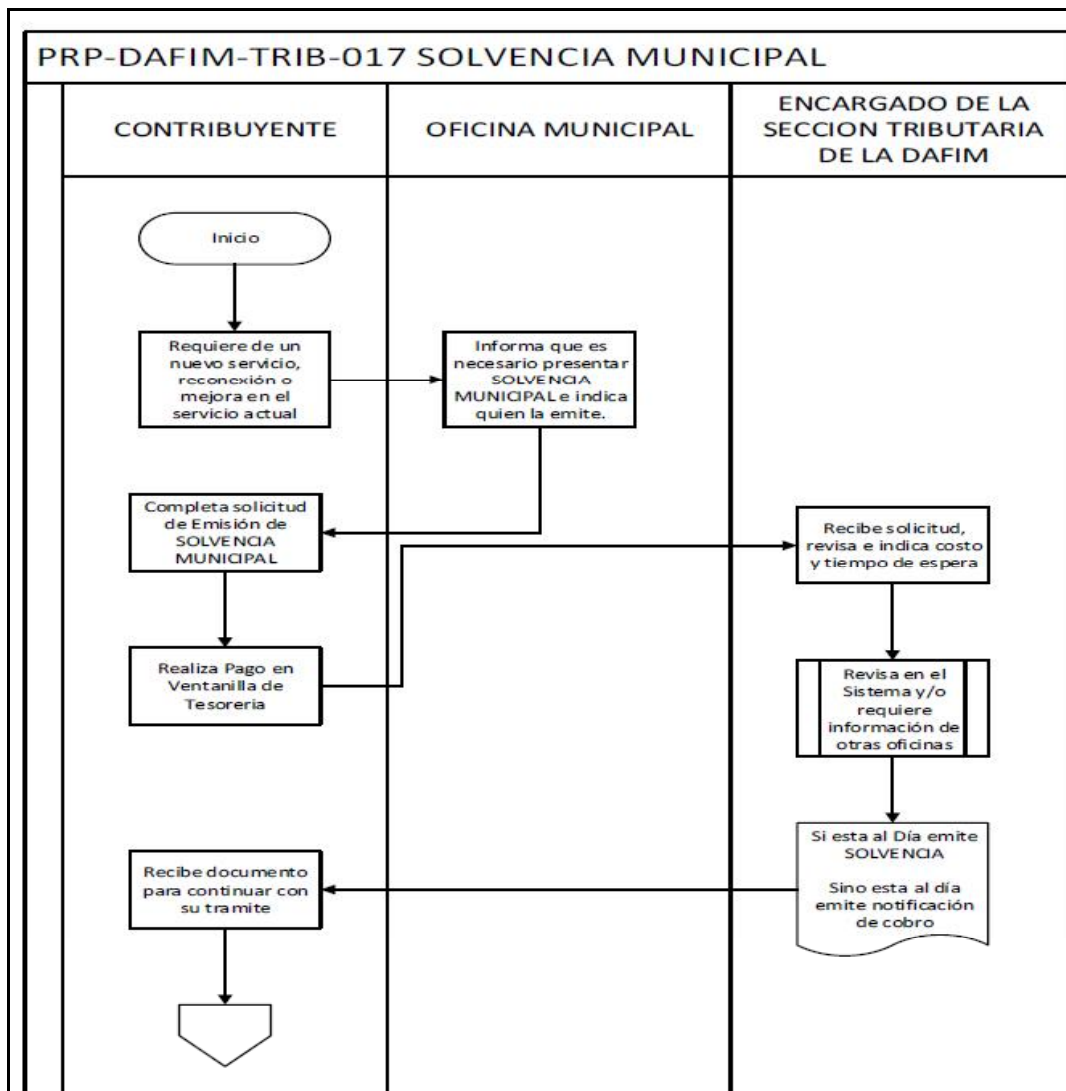 PRP-DAFIM-TRIB-017 SOLVENCIA MUNICIPAL
CONTRIBUYENTE
OFICINA MUNICIPAL
ENCARGADO DE LA
SECCION TRIBUTARIA
DE LA DAFIM
Inicio
Requiere de un
nuevo servicio,
reconexión o
mejora en el
servicio actual
Informa que es
necesario presentar
SOLVENCIA
MUNICIPAL e indica
quien la emite.
Completa solicitud
de Emisión de
SOLVENCIA
MUNICIPAL
Recibe solicitud,
revisa e indica costo
y tiempo de espera
Realiza Pago en
Ventanilla de
Tesoreria
Revisa en el
Sistema y/o
requiere
información de
otras oficinas
Si esta al Día emite
SOLVENCIA
Sino esta al día
emite notificación
de cobro
Recibe documento
para continuar con
su tramite